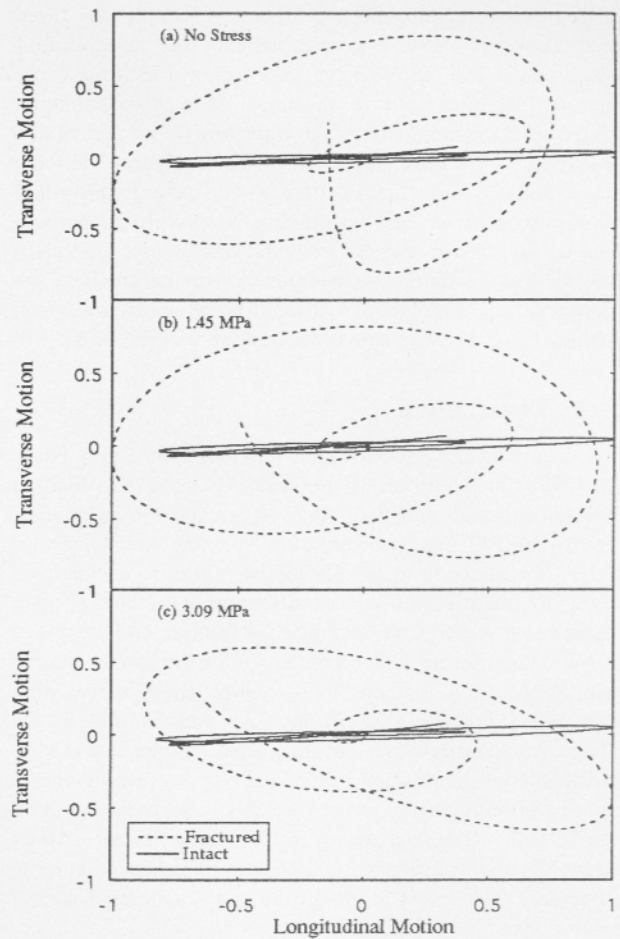 (a) No Stress
1
0.5
0
-0.5
-1
Transverse Motion
(b) 1.45 MPa
0.5
0
-0.5
-1
Transverse Motion
(c) 3.09 MPa
0.5
0
-0.5
-1
Transverse Motion
Fractured
Intact
-1
-0.5
0
0.5
1
Longitudinal Motion